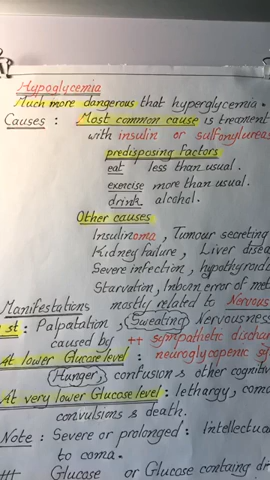 Hypoglycemia
Much more dangerous that hyperglycemia.
Causes : Most common cause is treatment
with insulin or sulfonylureas
predisposing factors
eat less than usual.
exercise more than usual.
drink alcohol.
Other causes
Insulinoma, Tumour secreting
Kidney failure, Liver disea
Severe infection, hypothyroid
Starvation, Inborn error of met
Manifestations mostly related to Nervous
st : Palpatation, Sweating, Nervousness
caused by ++ sympathetic dischar
At lower Glucose level : neuroglycopenic sy
Hunger, confusion & other cognitiv
At very lower Glucose level : lethargy, coma
convulsions & death.
Note : Severe or prolonged : Intellectual
to coma.
Glucose or Glucose containg dr